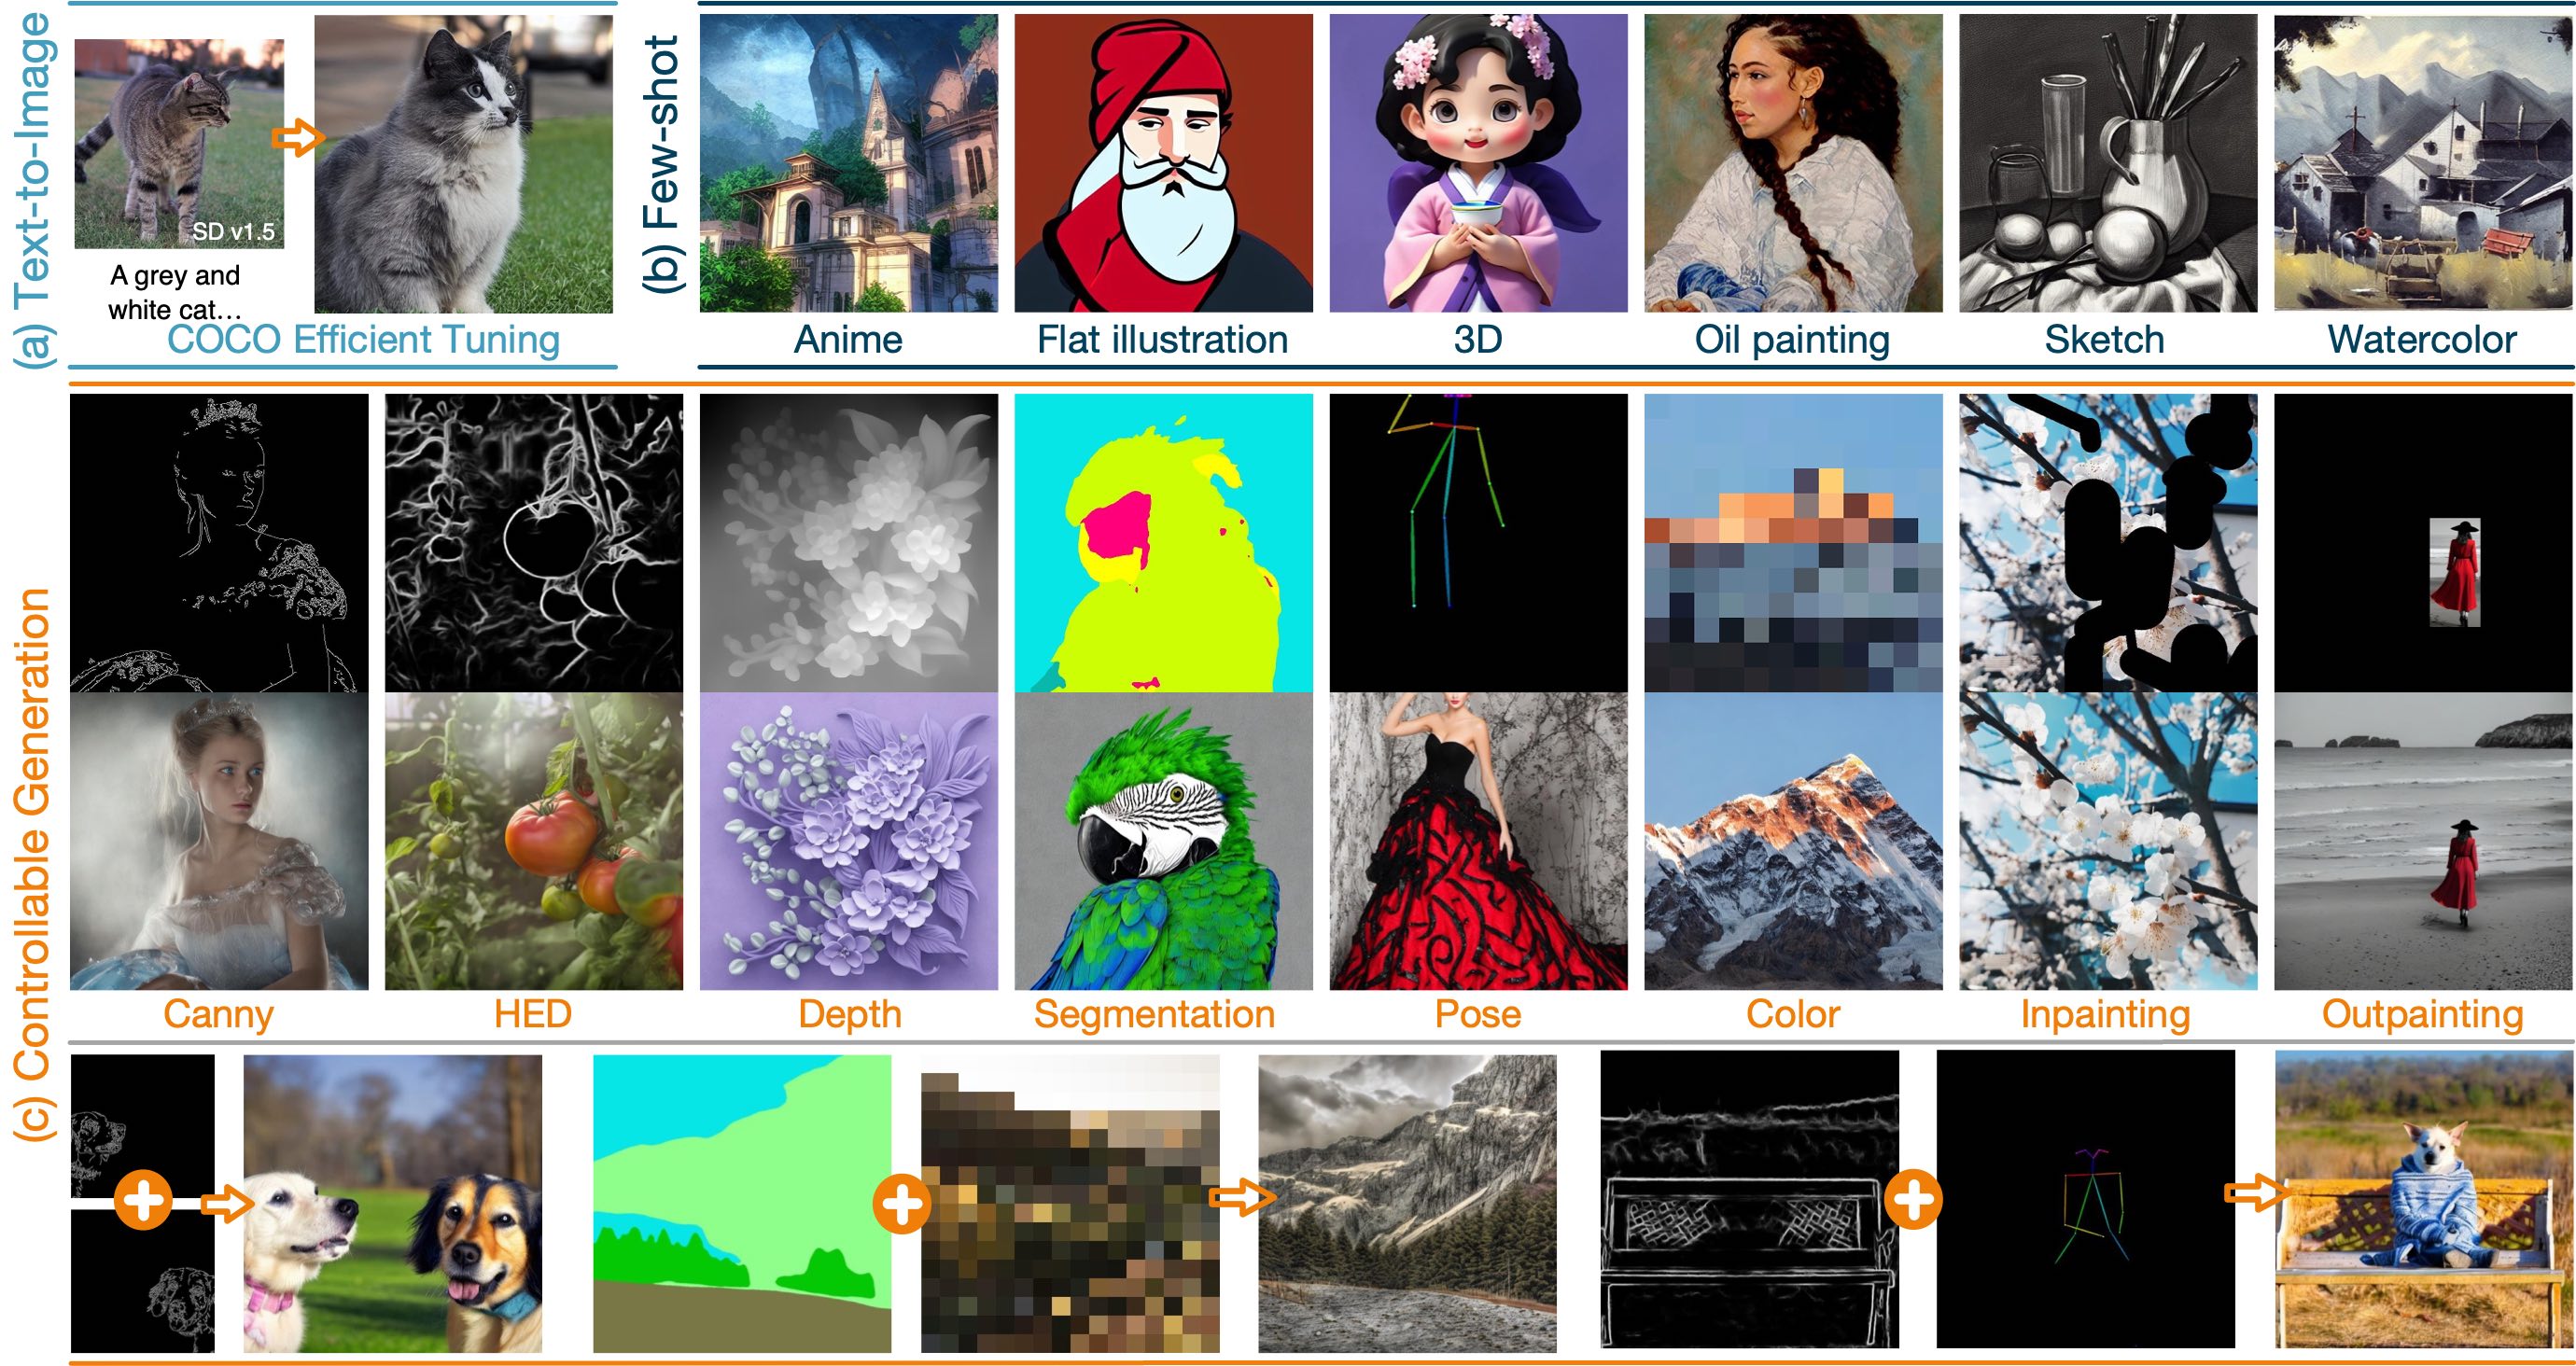 (a) Text-to-Image
SD v1.5
A grey and
white cat...
COCO Efficient Tuning
(b) Few-shot
Anime
Flat illustration
3D
Oil painting
Sketch
Watercolor
(c) Controllable Generation
Canny
HED
Depth
Segmentation
Pose
Color
Inpainting
Outpainting